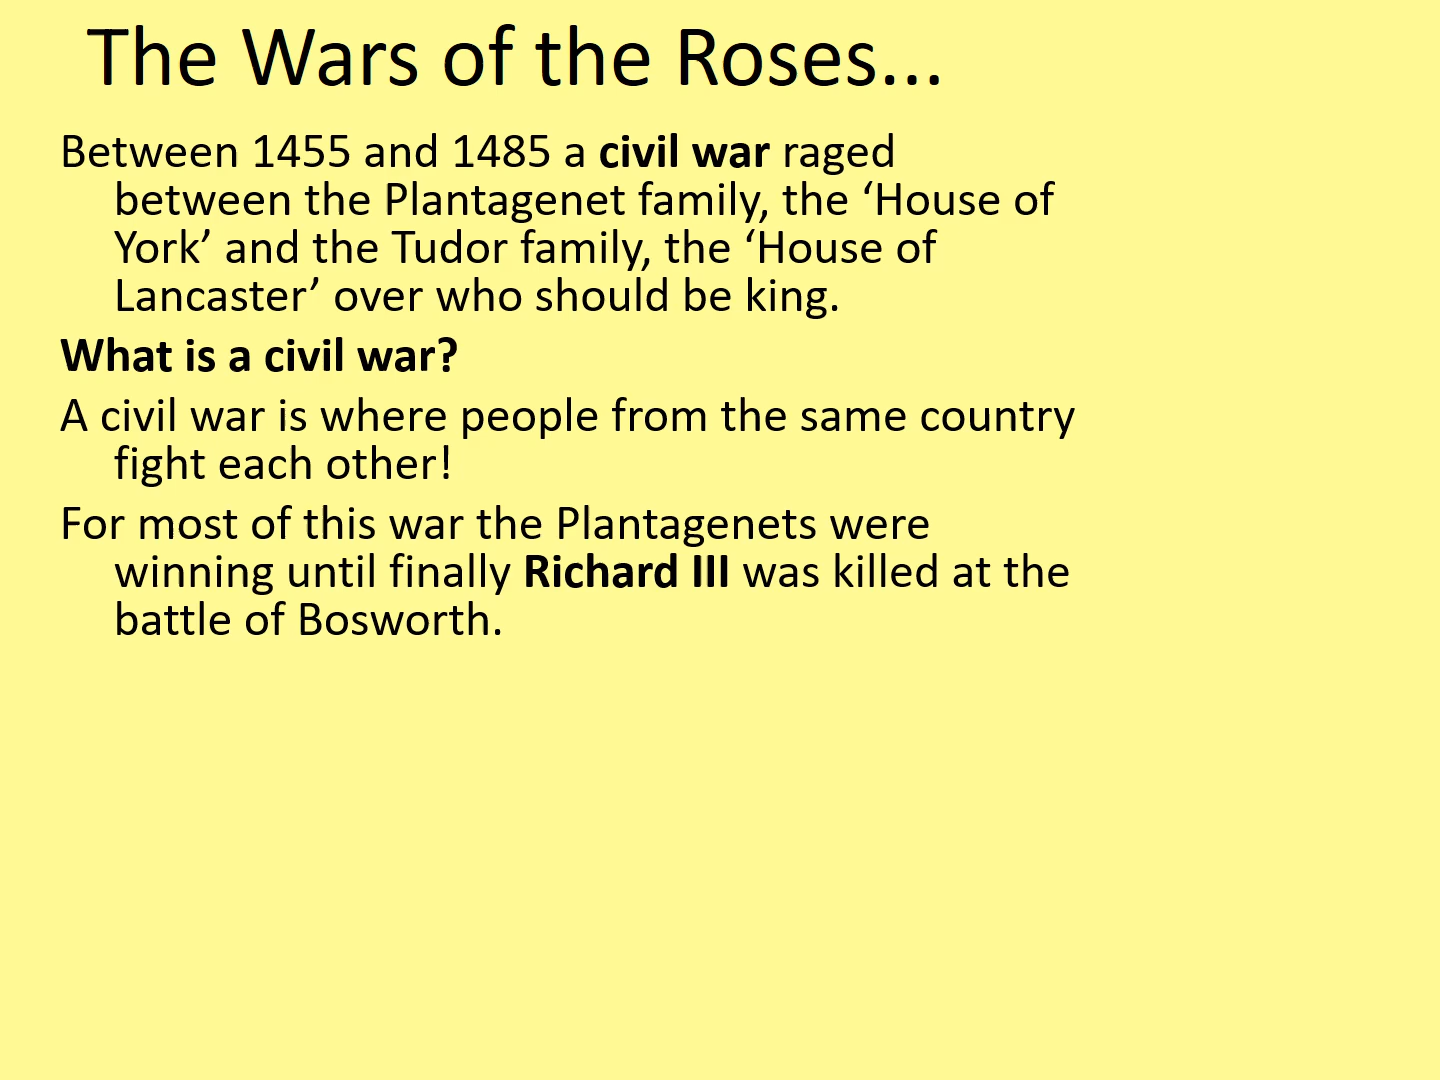 The Wars of the Roses...
Between 1455 and 1485 a civil war raged
between the Plantagenet family, the ‘House of
York’ and the Tudor family, the ‘House of
Lancaster’ over who should be king.
What is a civil war?
A civil war is where people from the same country
fight each other!
For most of this war the Plantagenets were
winning until finally Richard III was killed at the
battle of Bosworth.